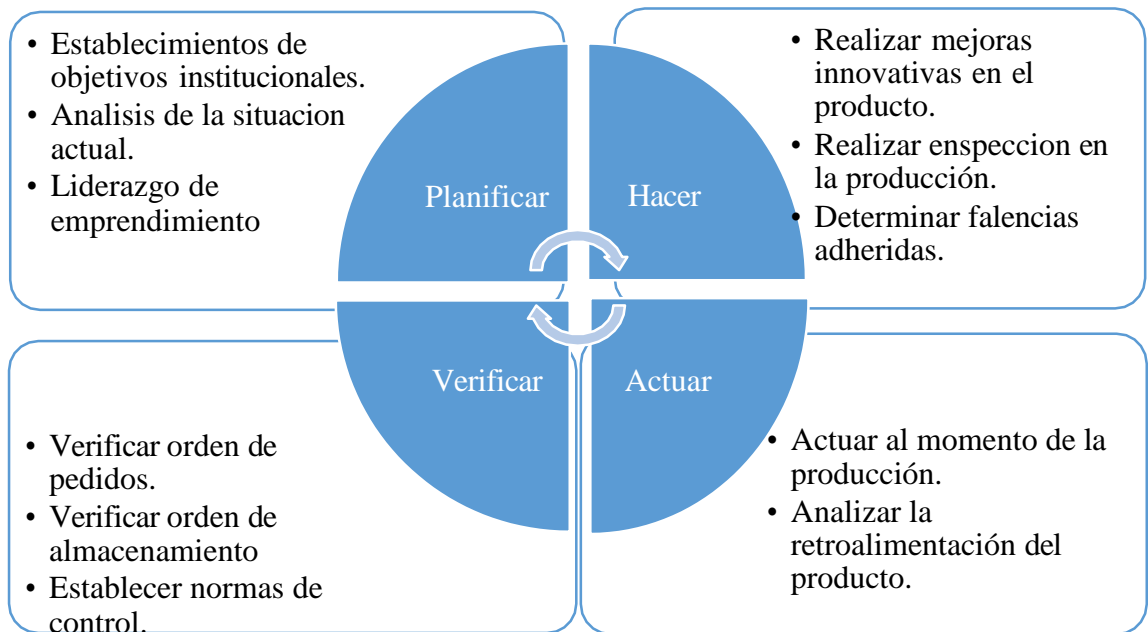 • Establecimientos de
objetivos institucionales.
• Analisis de la situacion
actual.
• Liderazgo de
emprendimiento
Planificar
Hacer
• Realizar mejoras
innovativas en el
producto.
• Realizar enspeccion en
la producción.
• Determinar falencias
adheridas.
• Verificar orden de
pedidos.
• Verificar orden de
almacenamiento
• Establecer normas de
control.
Verificar
Actuar
• Actuar al momento de la
producción.
• Analizar la
retroalimentación del
producto.